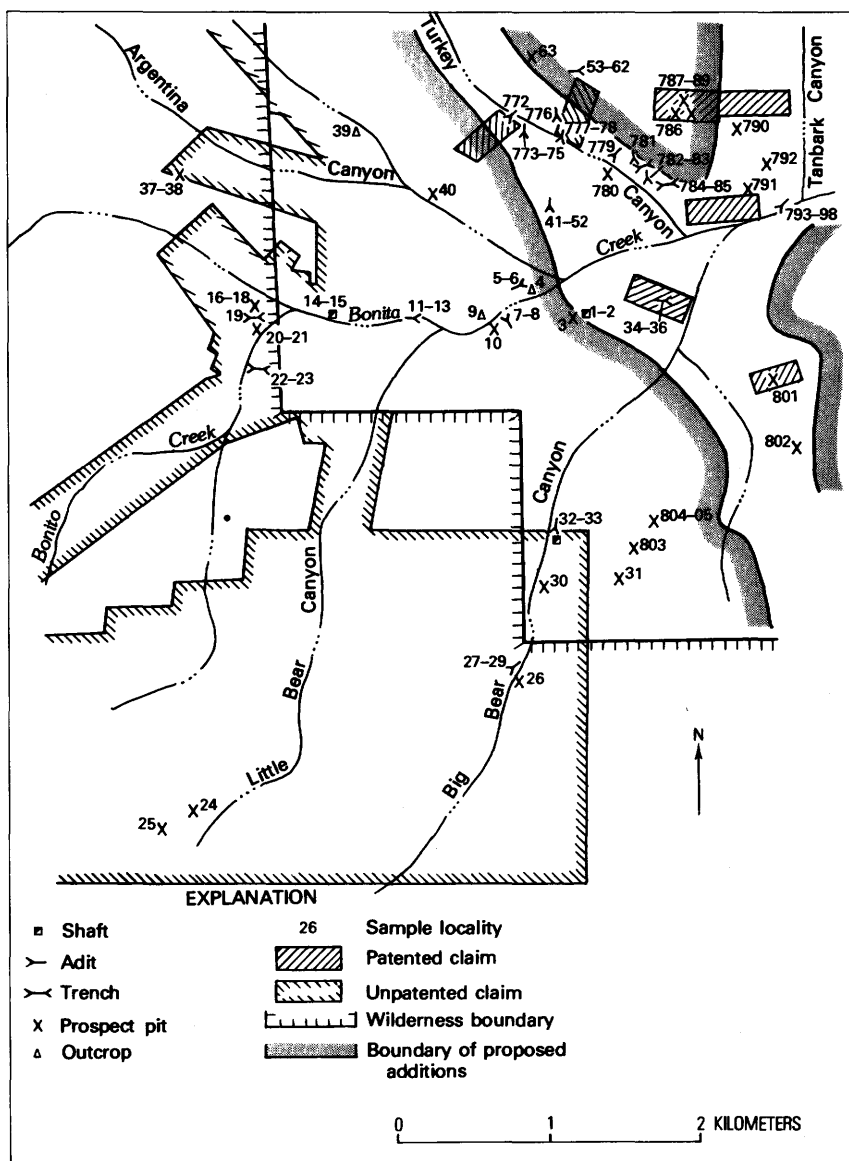 Argentina
Canyon
Turkey
Canyon
Tanbark Canyon
63
53–62
787–89
786
790
792
791
793–98
772
776
777–78
773–75
779
781
782–83
780
784–85
39
37–38
40
41–52
Creek
5–6
4
16–18
19
20–21
14–15
Bonita
11–13
9
7–8
10
3
1–2
34–36
22–23
801
802
Creek
Bonito
Canyon
32–33
804–05
803
30
31
Canyon
Bear
Little
27–29
26
Bear
Big
N
24
25
EXPLANATION
Shaft
Adit
Trench
Prospect pit
Outcrop
26 Sample locality
Patented claim
Unpatented claim
Wilderness boundary
Boundary of proposed
additions
0 1 2 KILOMETERS